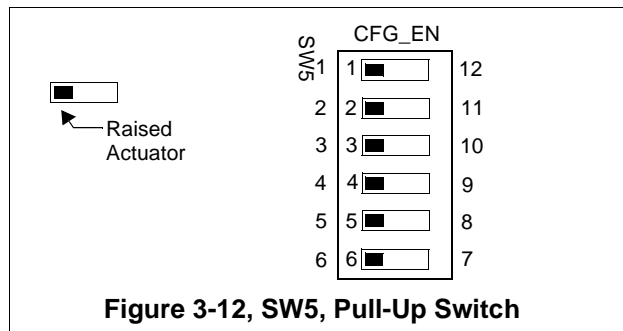 CFG_EN
SW5
1 1 12
2 2 11
3 3 10
4 4 9
5 5 8
6 6 7
Raised
Actuator
Figure 3-12, SW5, Pull-Up Switch